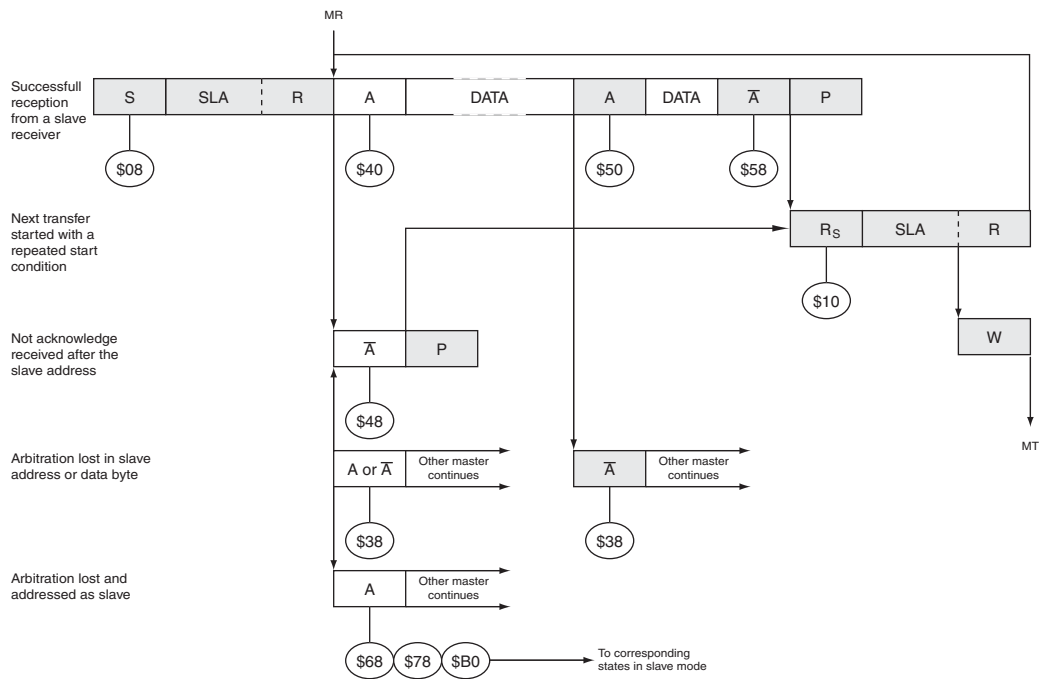 MR
Successfull
reception
from a slave
receiver
S SLA R A DATA A DATA A̅ P
$08 $40 $50 $58
Next transfer
started with a
repeated start
condition
RS SLA R
$10
W
MT
Not acknowledge
received after the
slave address
A̅ P
$48
Arbitration lost in slave
address or data byte
A or A̅
Other master
continues
A̅
Other master
continues
$38 $38
Arbitration lost and
addressed as slave
A
Other master
continues
$68 $78 $B0
To corresponding
states in slave mode